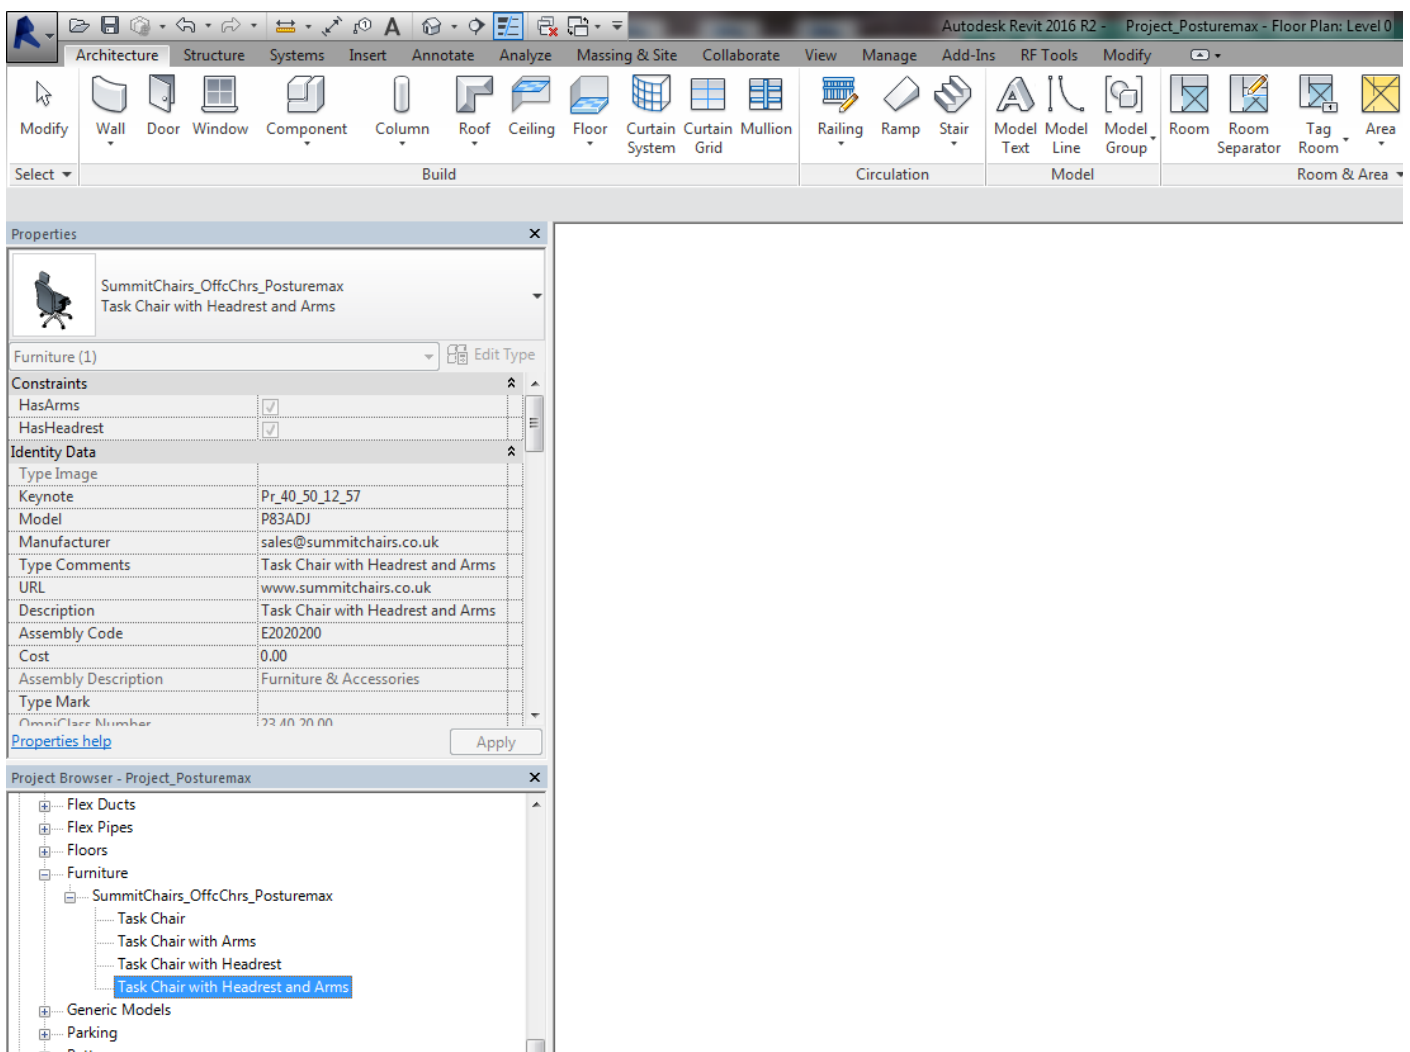 Autodesk Revit 2016 R2 - Project_Posturemax - Floor Plan: Level 0
Architecture Structure Systems Insert Annotate Analyze Massing & Site Collaborate View Manage Add-Ins RF Tools Modify
Modify Wall Door Window Component Column Roof Ceiling Floor Curtain System Curtain Grid Mullion Railing Ramp Stair Model Text Model Line Model Group Room Room Separator Tag Room Area
Select Build Circulation Model Room & Area
Properties
SummitChairs_OffcChrs_Posturemax
Task Chair with Headrest and Arms
Furniture (1) Edit Type
Constraints
HasArms
HasHeadrest
Identity Data
Type Image
Keynote Pr_40_50_12_57
Model P83ADJ
Manufacturer sales@summitchairs.co.uk
Type Comments Task Chair with Headrest and Arms
URL www.summitchairs.co.uk
Description Task Chair with Headrest and Arms
Assembly Code E2020200
Cost 0.00
Assembly Description Furniture & Accessories
Type Mark
OmniClass Number 23.40.20.00
Properties help Apply
Project Browser - Project_Posturemax
Flex Ducts
Flex Pipes
Floors
Furniture
SummitChairs_OffcChrs_Posturemax
Task Chair
Task Chair with Arms
Task Chair with Headrest
Task Chair with Headrest and Arms
Generic Models
Parking